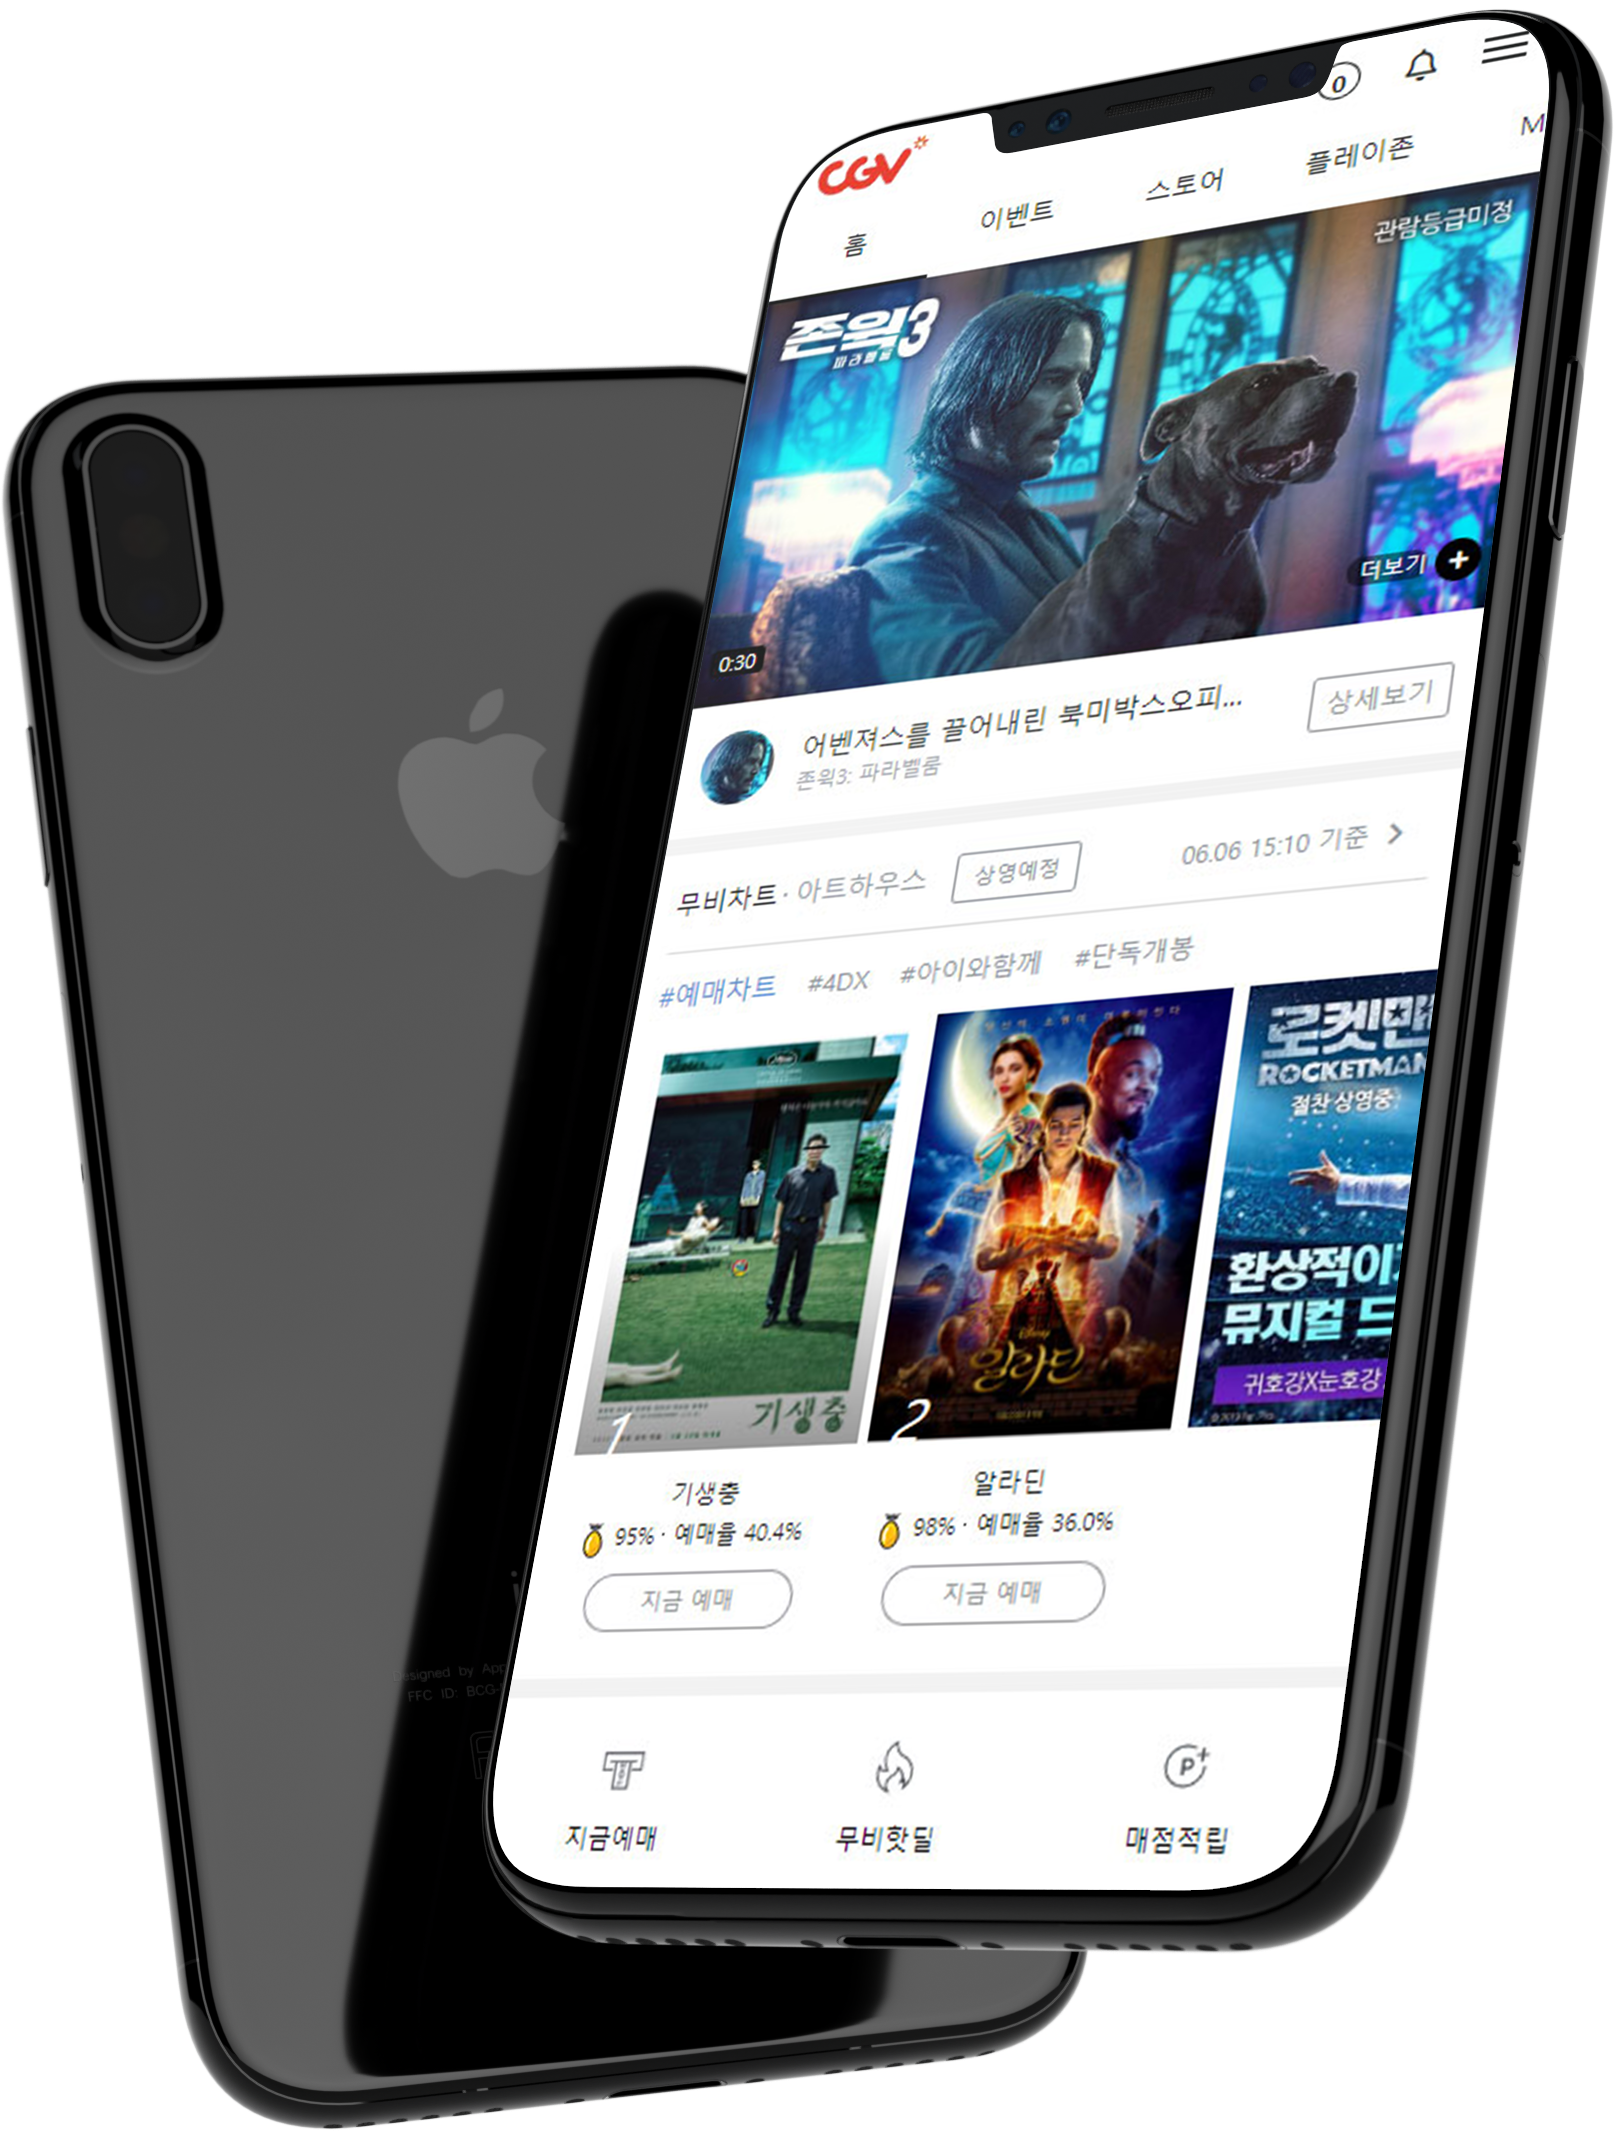 0
CGV
홈
이벤트
스토어
플레이존
M
관람등급미정
존윅3
파라벨룸
더보기
0:30
어벤져스를 끌어내린 북미박스오피...
존윅3: 파라벨룸
상세보기
무비차트 · 아트하우스
상영예정
06.06 15:10 기준
#예매차트 #4DX #아이와함께 #단독개봉
기생충
1
Disney
알라딘
2
로켓맨
ROCKETMAN
절찬상영중
환상적이
뮤지컬 드
귀호강X눈호강
기생충
95% · 예매율 40.4%
지금 예매
알라딘
98% · 예매율 36.0%
지금 예매
지금예매
무비핫딜
매점적립
Designed by App
FFC ID: BCG-